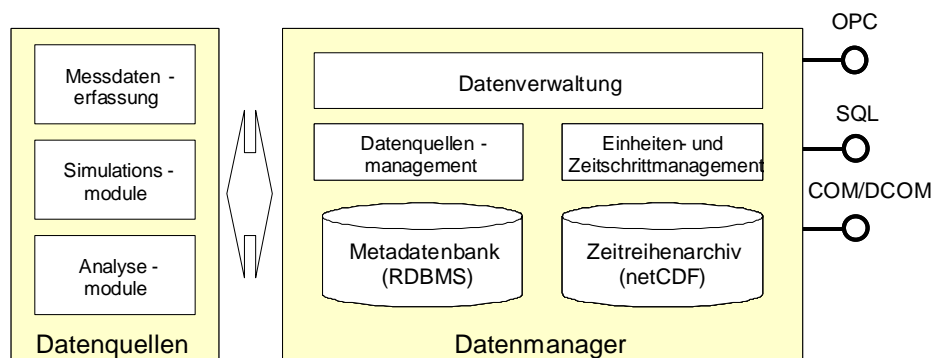 OPC
Messdaten -
erfassung
Datenverwaltung
SQL
Datenquellen -
management
Einheiten- und
Zeitschrittmanagement
Simulations -
module
COM/DCOM
Metadatenbank
(RDBMS)
Zeitreihenarchiv
(netCDF)
Analyse -
module
Datenquellen
Datenmanager